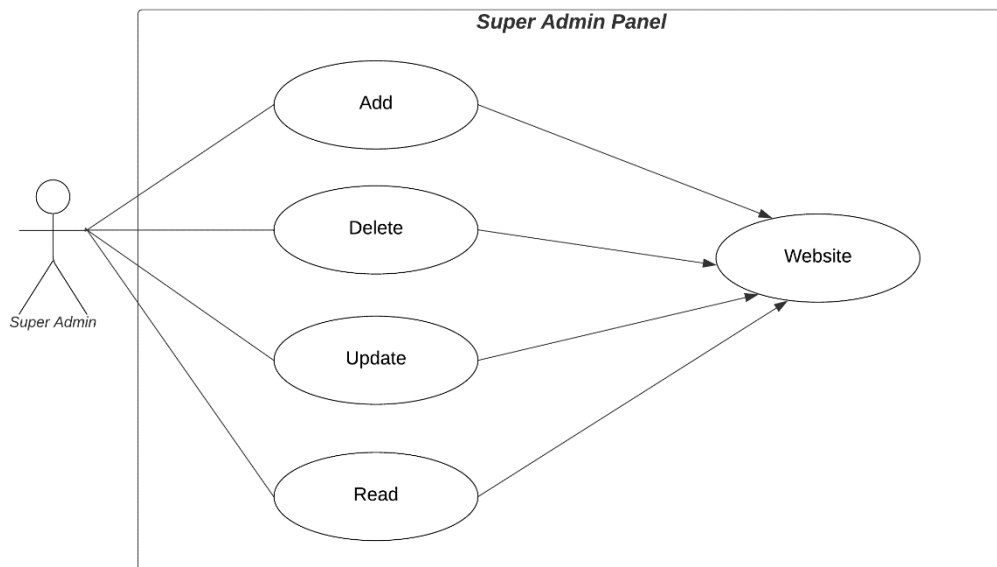 Super Admin Panel
Add
Delete
Website
Update
Read
Super Admin